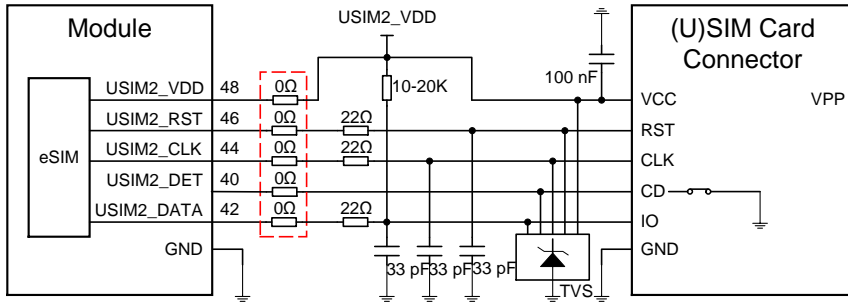 Module
USIM2_VDD
(U)SIM Card
Connector
100 nF
10-20K
USIM2_VDD 48 0Ω
VCC VPP
USIM2_RST 46 0Ω 22Ω
RST
eSIM
USIM2_CLK 44 0Ω 22Ω
CLK
USIM2_DET 40 0Ω
CD
USIM2_DATA 42 0Ω 22Ω
IO
GND
GND
33 pF 33 pF 33 pF
TVS